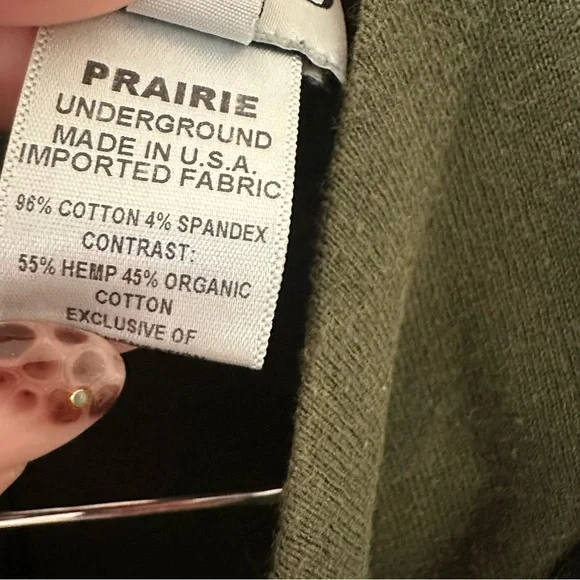 PRAIRIE
UNDERGROUND
MADE IN U.S.A.
IMPORTED FABRIC
96% COTTON 4% SPANDEX
CONTRAST:
55% HEMP 45% ORGANIC
COTTON
EXCLUSIVE OF